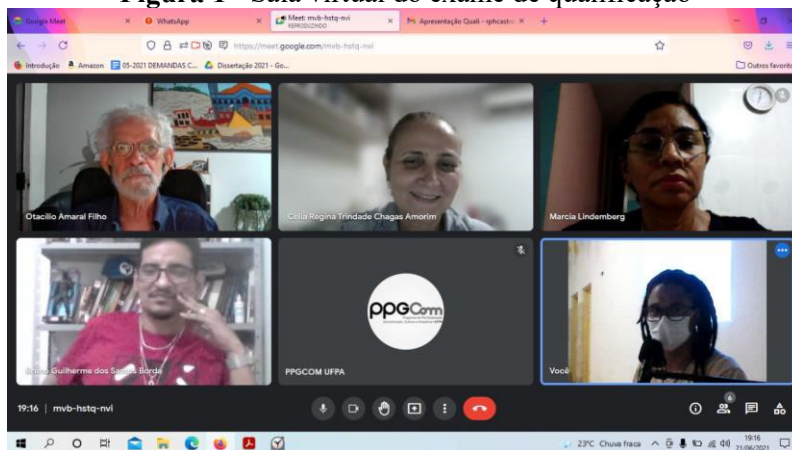 Figura 1 - Sala virtual do exame de qualificação
Google Meet
WhatsApp
Meet: mvb-hstq-nvi
REPRODUZINDO
Apresentação Quali - rphcastro
https://meet.google.com/mvb-hstq-nvi
Introdução
Amazon
05-2021 DEMANDAS C...
Dissertação 2021 - Go...
Outros favoritos
Otacílio Amaral Filho
Célia Regina Trindade Chagas Amorim
Marcia Lindemberg
Bruno Guilherme dos Santos Borda
PPGCom
PPGCOM UFPA
Você
19:16 | mvb-hstq-nvi
6
23°C Chuva fraca
19:16
21/06/2021